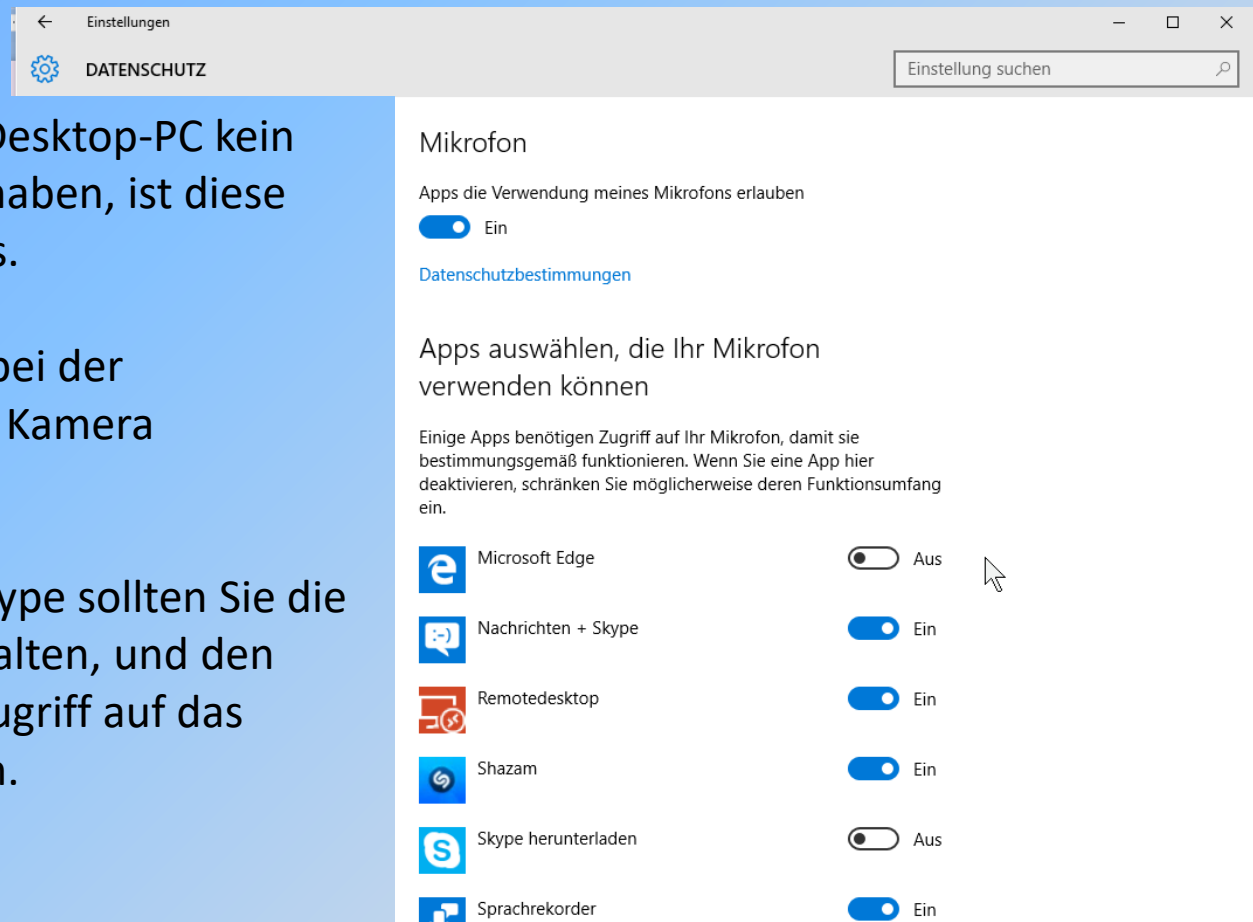 Einstellungen
DATENSCHUTZ
Einstellung suchen
Desktop-PC kein
haben, ist diese
s.
bei der
Kamera
ype sollten Sie die
alten, und den
ugriff auf das
n.
Mikrofon
Apps die Verwendung meines Mikrofons erlauben
Ein
Datenschutzbestimmungen
Apps auswählen, die Ihr Mikrofon
verwenden können
Einige Apps benötigen Zugriff auf Ihr Mikrofon, damit sie
bestimmungsgemäß funktionieren. Wenn Sie eine App hier
deaktivieren, schränken Sie möglicherweise deren Funktionsumfang
ein.
Microsoft Edge Aus
Nachrichten + Skype Ein
Remotedesktop Ein
Shazam Ein
Skype herunterladen Aus
Sprachrekorder Ein